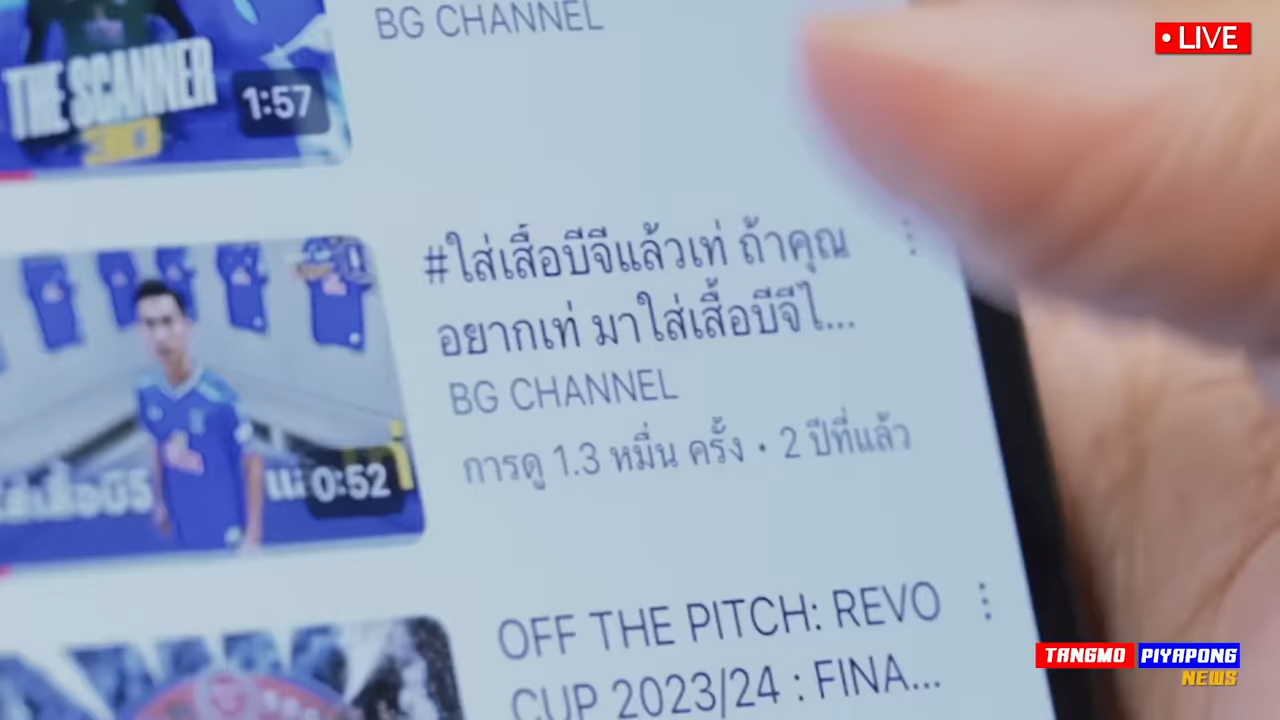 BG CHANNEL
• LIVE
THE SCANNER
1:57
#ใส่เสื้อบีจีแล้วเท่ ถ้าคุณ
อยากเท่ มาใส่เสื้อบีจีไ...
BG CHANNEL
การดู 1.3 หมื่น ครั้ง • 2 ปีที่แล้ว
0:52
OFF THE PITCH: REVO
CUP 2023/24 : FINA...
TANGMO PIYAPONG
NEWS